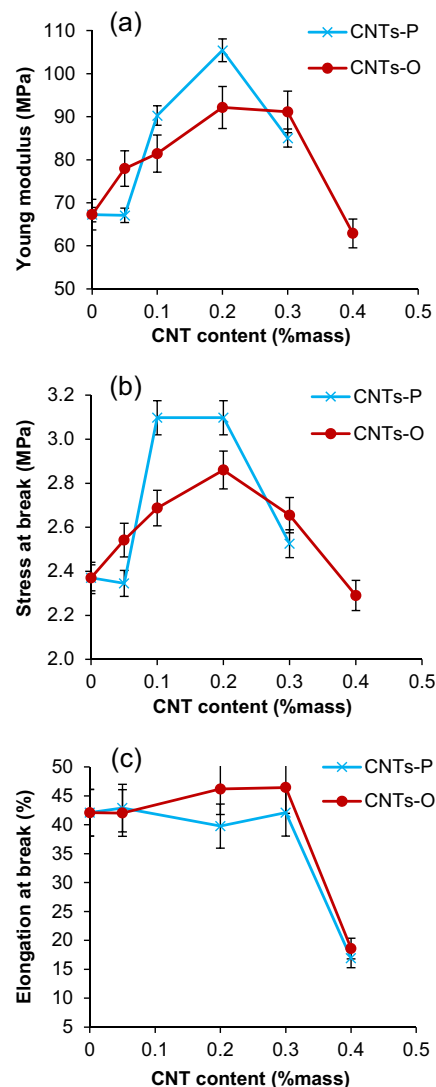 (a)
CNTs-P
CNTs-O
Young modulus (MPa)
110
100
90
80
70
60
50
0 0.1 0.2 0.3 0.4 0.5
CNT content (%mass)
(b)
CNTs-P
CNTs-O
Stress at break (MPa)
3.2
3.0
2.8
2.6
2.4
2.2
2.0
0 0.1 0.2 0.3 0.4 0.5
CNT content (%mass)
(c)
CNTs-P
CNTs-O
Elongation at break (%)
50
45
40
35
30
25
20
15
10
5
0 0.1 0.2 0.3 0.4 0.5
CNT content (%mass)